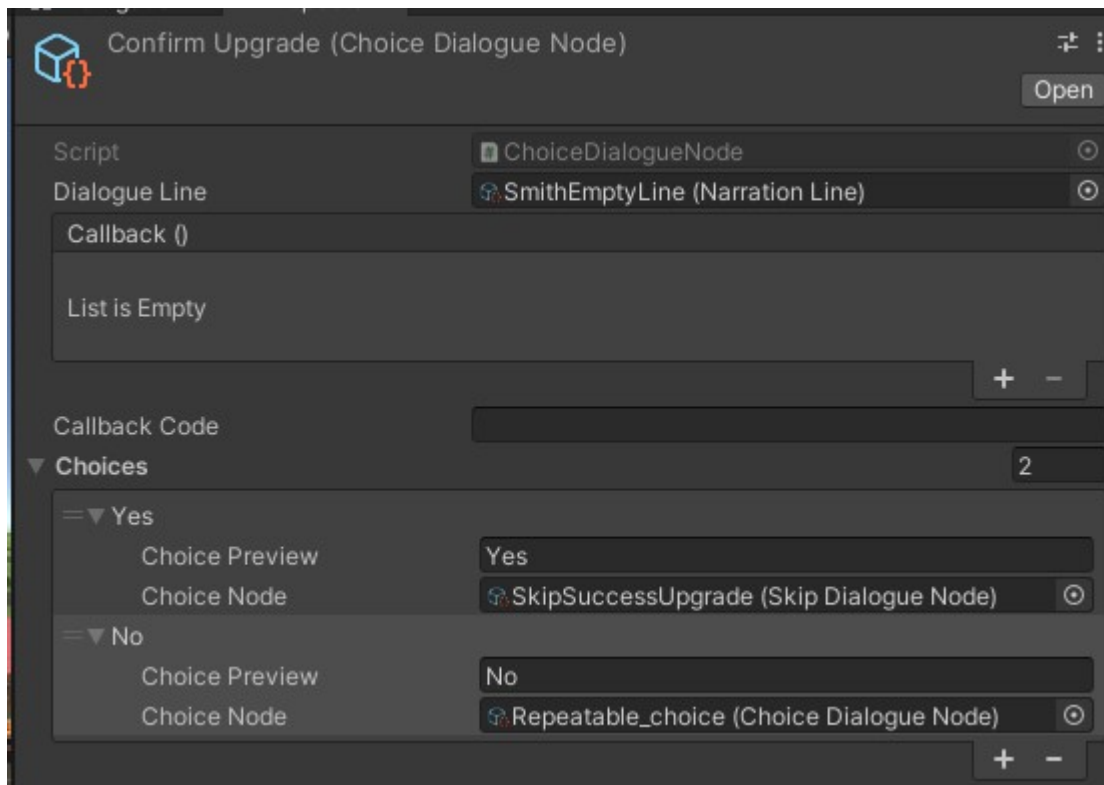 Confirm Upgrade (Choice Dialogue Node)
Open
Script
ChoiceDialogueNode
Dialogue Line
SmithEmptyLine (Narration Line)
Callback ()
List is Empty
+ −
Callback Code
Choices
2
Yes
Choice Preview
Yes
Choice Node
SkipSuccessUpgrade (Skip Dialogue Node)
No
Choice Preview
No
Choice Node
Repeatable_choice (Choice Dialogue Node)
+ −